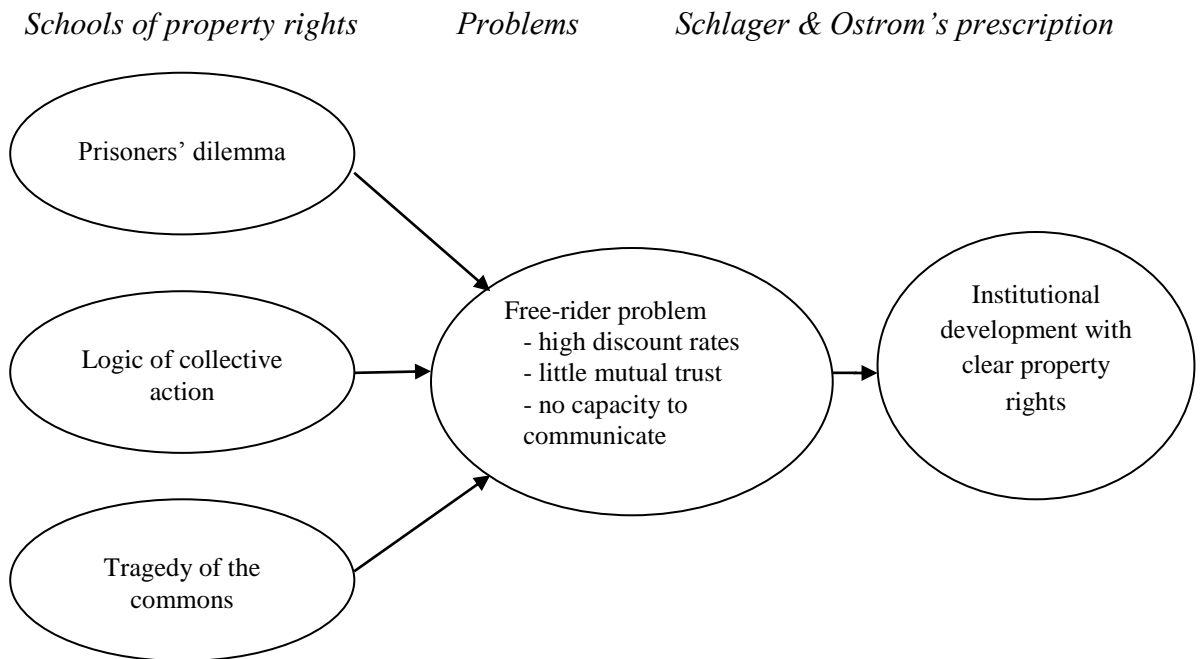 Schools of property rights Problems Schlager & Ostrom’s prescription
Prisoners’ dilemma
Logic of collective
action
Tragedy of the
commons
Free-rider problem
- high discount rates
- little mutual trust
- no capacity to
communicate
Institutional
development with
clear property
rights